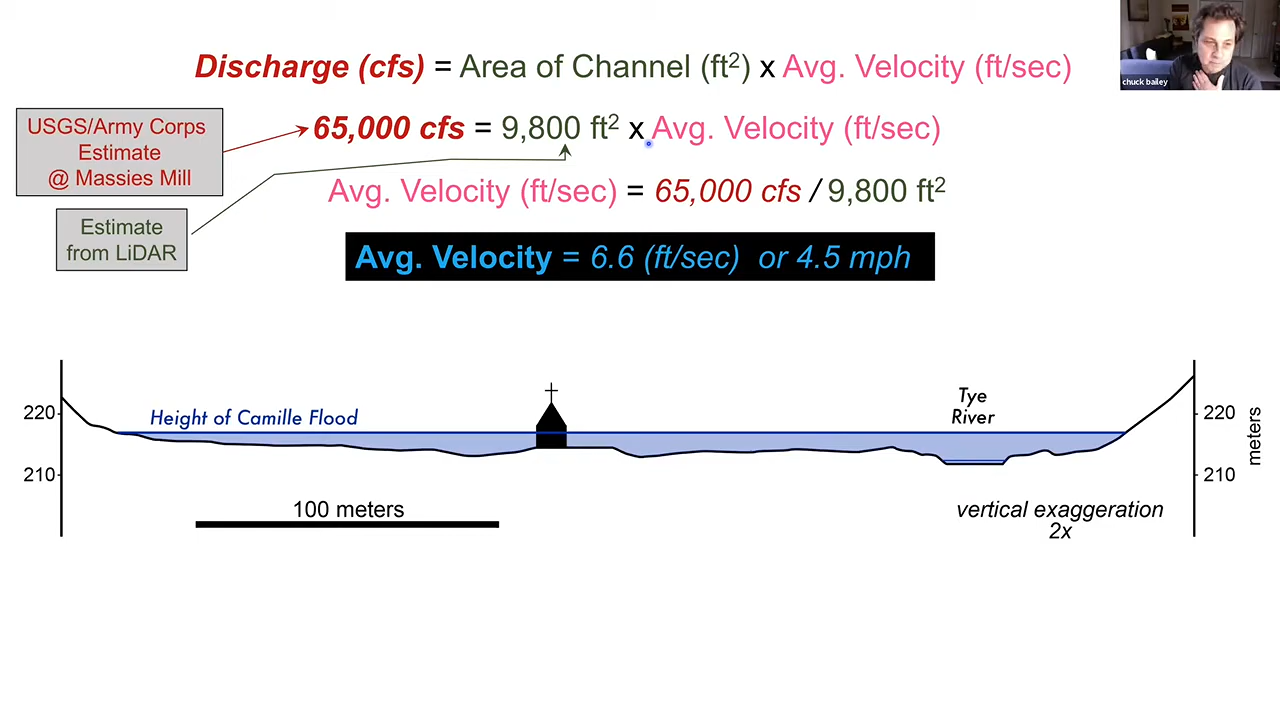 Discharge (cfs) = Area of Channel (ft²) x Avg. Velocity (ft/sec)
chuck bailey
USGS/Army Corps
Estimate
@ Massies Mill
65,000 cfs = 9,800 ft² x Avg. Velocity (ft/sec)
Avg. Velocity (ft/sec) = 65,000 cfs / 9,800 ft²
Estimate
from LiDAR
Avg. Velocity = 6.6 (ft/sec) or 4.5 mph
220
210
Height of Camille Flood
Tye
River
220
210
meters
100 meters
vertical exaggeration
2x